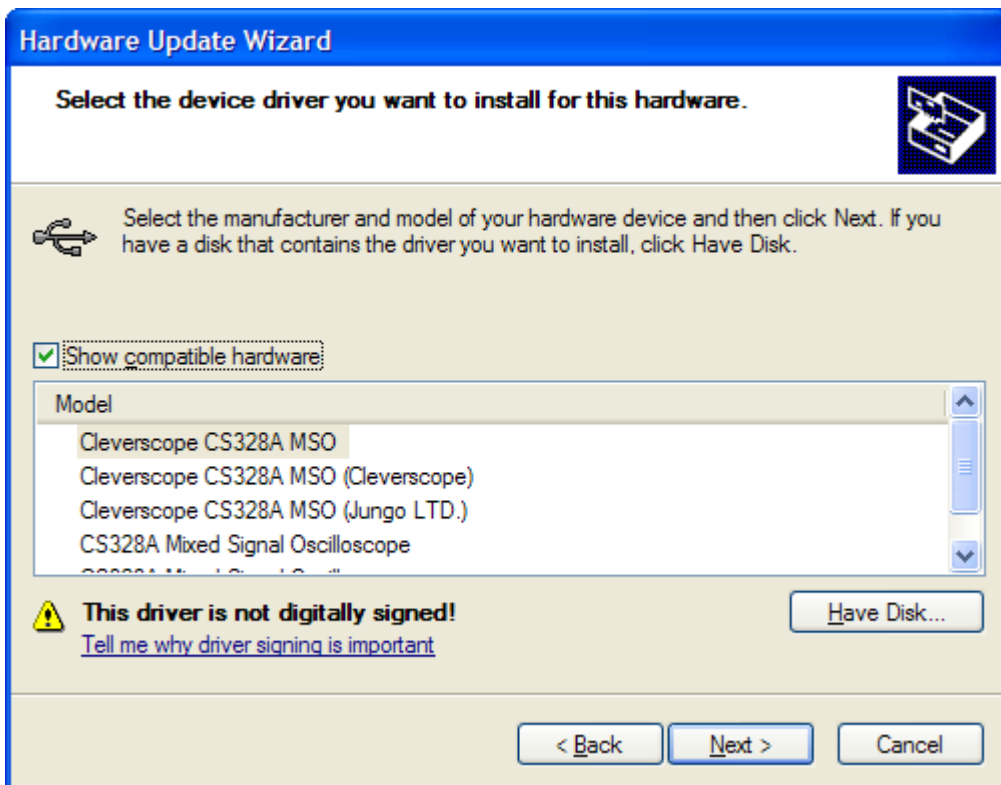 Hardware Update Wizard
Select the device driver you want to install for this hardware.
Select the manufacturer and model of your hardware device and then click Next. If you
have a disk that contains the driver you want to install, click Have Disk.
Show compatible hardware
Model
Cleverscope CS328A MSO
Cleverscope CS328A MSO (Cleverscope)
Cleverscope CS328A MSO (Jungo LTD.)
CS328A Mixed Signal Oscilloscope
This driver is not digitally signed!
Have Disk...
Tell me why driver signing is important
< Back
Next >
Cancel